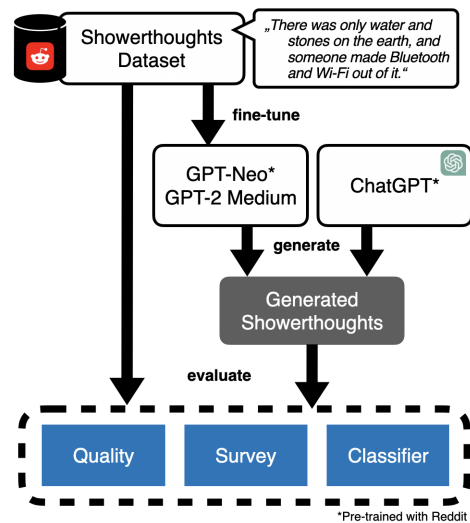 Showerthoughts
Dataset
„There was only water and
stones on the earth, and
someone made Bluetooth
and Wi-Fi out of it.“
fine-tune
GPT-Neo*
GPT-2 Medium
ChatGPT*
generate
Generated
Showerthoughts
evaluate
Quality
Survey
Classifier
*Pre-trained with Reddit